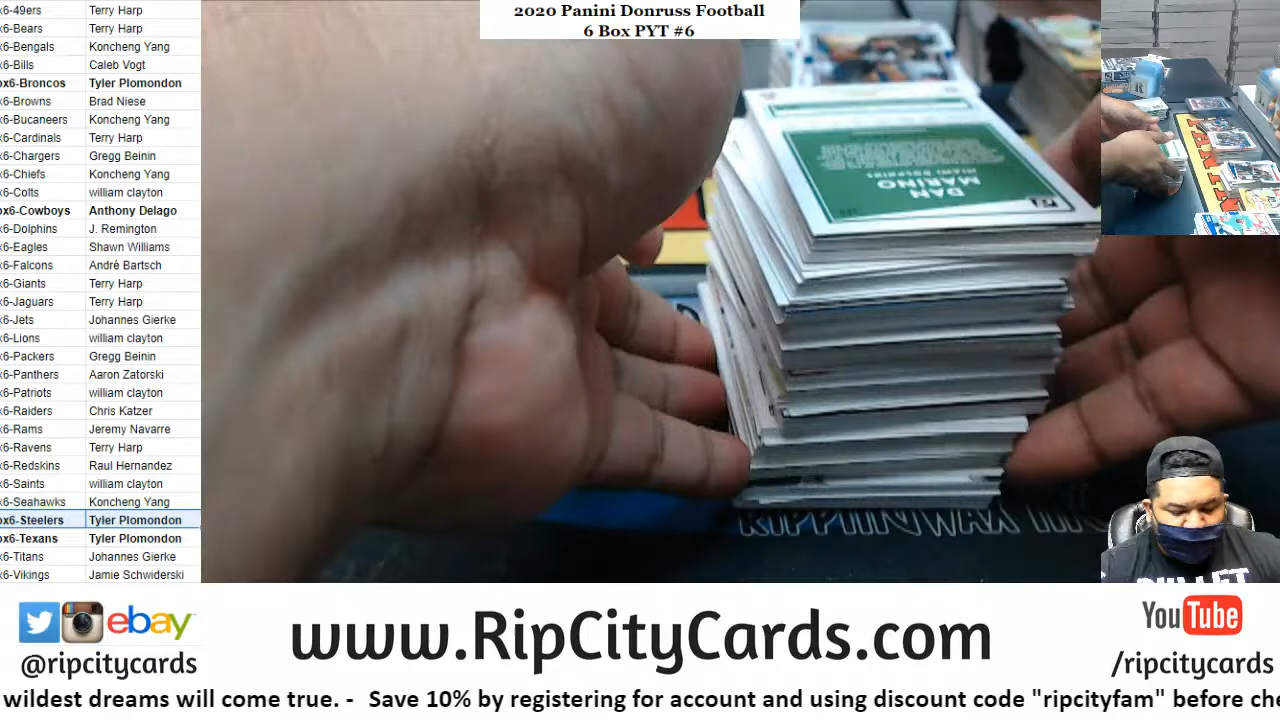 2020 Panini Donruss Football
6 Box PYT #6
x6-49ers Terry Harp
x6-Bears Terry Harp
x6-Bengals Koncheng Yang
x6-Bills Caleb Vogt
ox6-Broncos Tyler Plomondon
x6-Browns Brad Niese
x6-Bucaneers Koncheng Yang
x6-Cardinals Terry Harp
x6-Chargers Gregg Beinin
x6-Chiefs Koncheng Yang
x6-Colts william clayton
ox6-Cowboys Anthony Delago
x6-Dolphins J. Remington
x6-Eagles Shawn Williams
x6-Falcons André Bartsch
x6-Giants Terry Harp
x6-Jaguars Terry Harp
x6-Jets Johannes Gierke
x6-Lions william clayton
x6-Packers Gregg Beinin
x6-Panthers Aaron Zatorski
x6-Patriots william clayton
x6-Raiders Chris Katzer
x6-Rams Jeremy Navarre
x6-Ravens Terry Harp
x6-Redskins Raul Hernandez
x6-Saints william clayton
x6-Seahawks Koncheng Yang
ox6-Steelers Tyler Plomondon
ox6-Texans Tyler Plomondon
x6-Titans Johannes Gierke
x6-Vikings Jamie Schwiderski
DAN
MARINO
MIAMI DOLPHINS
BULLET
ebay
@ripcitycards
www.RipCityCards.com
YouTube
/ripcitycards
wildest dreams will come true. - Save 10% by registering for account and using discount code "ripcityfam" before che